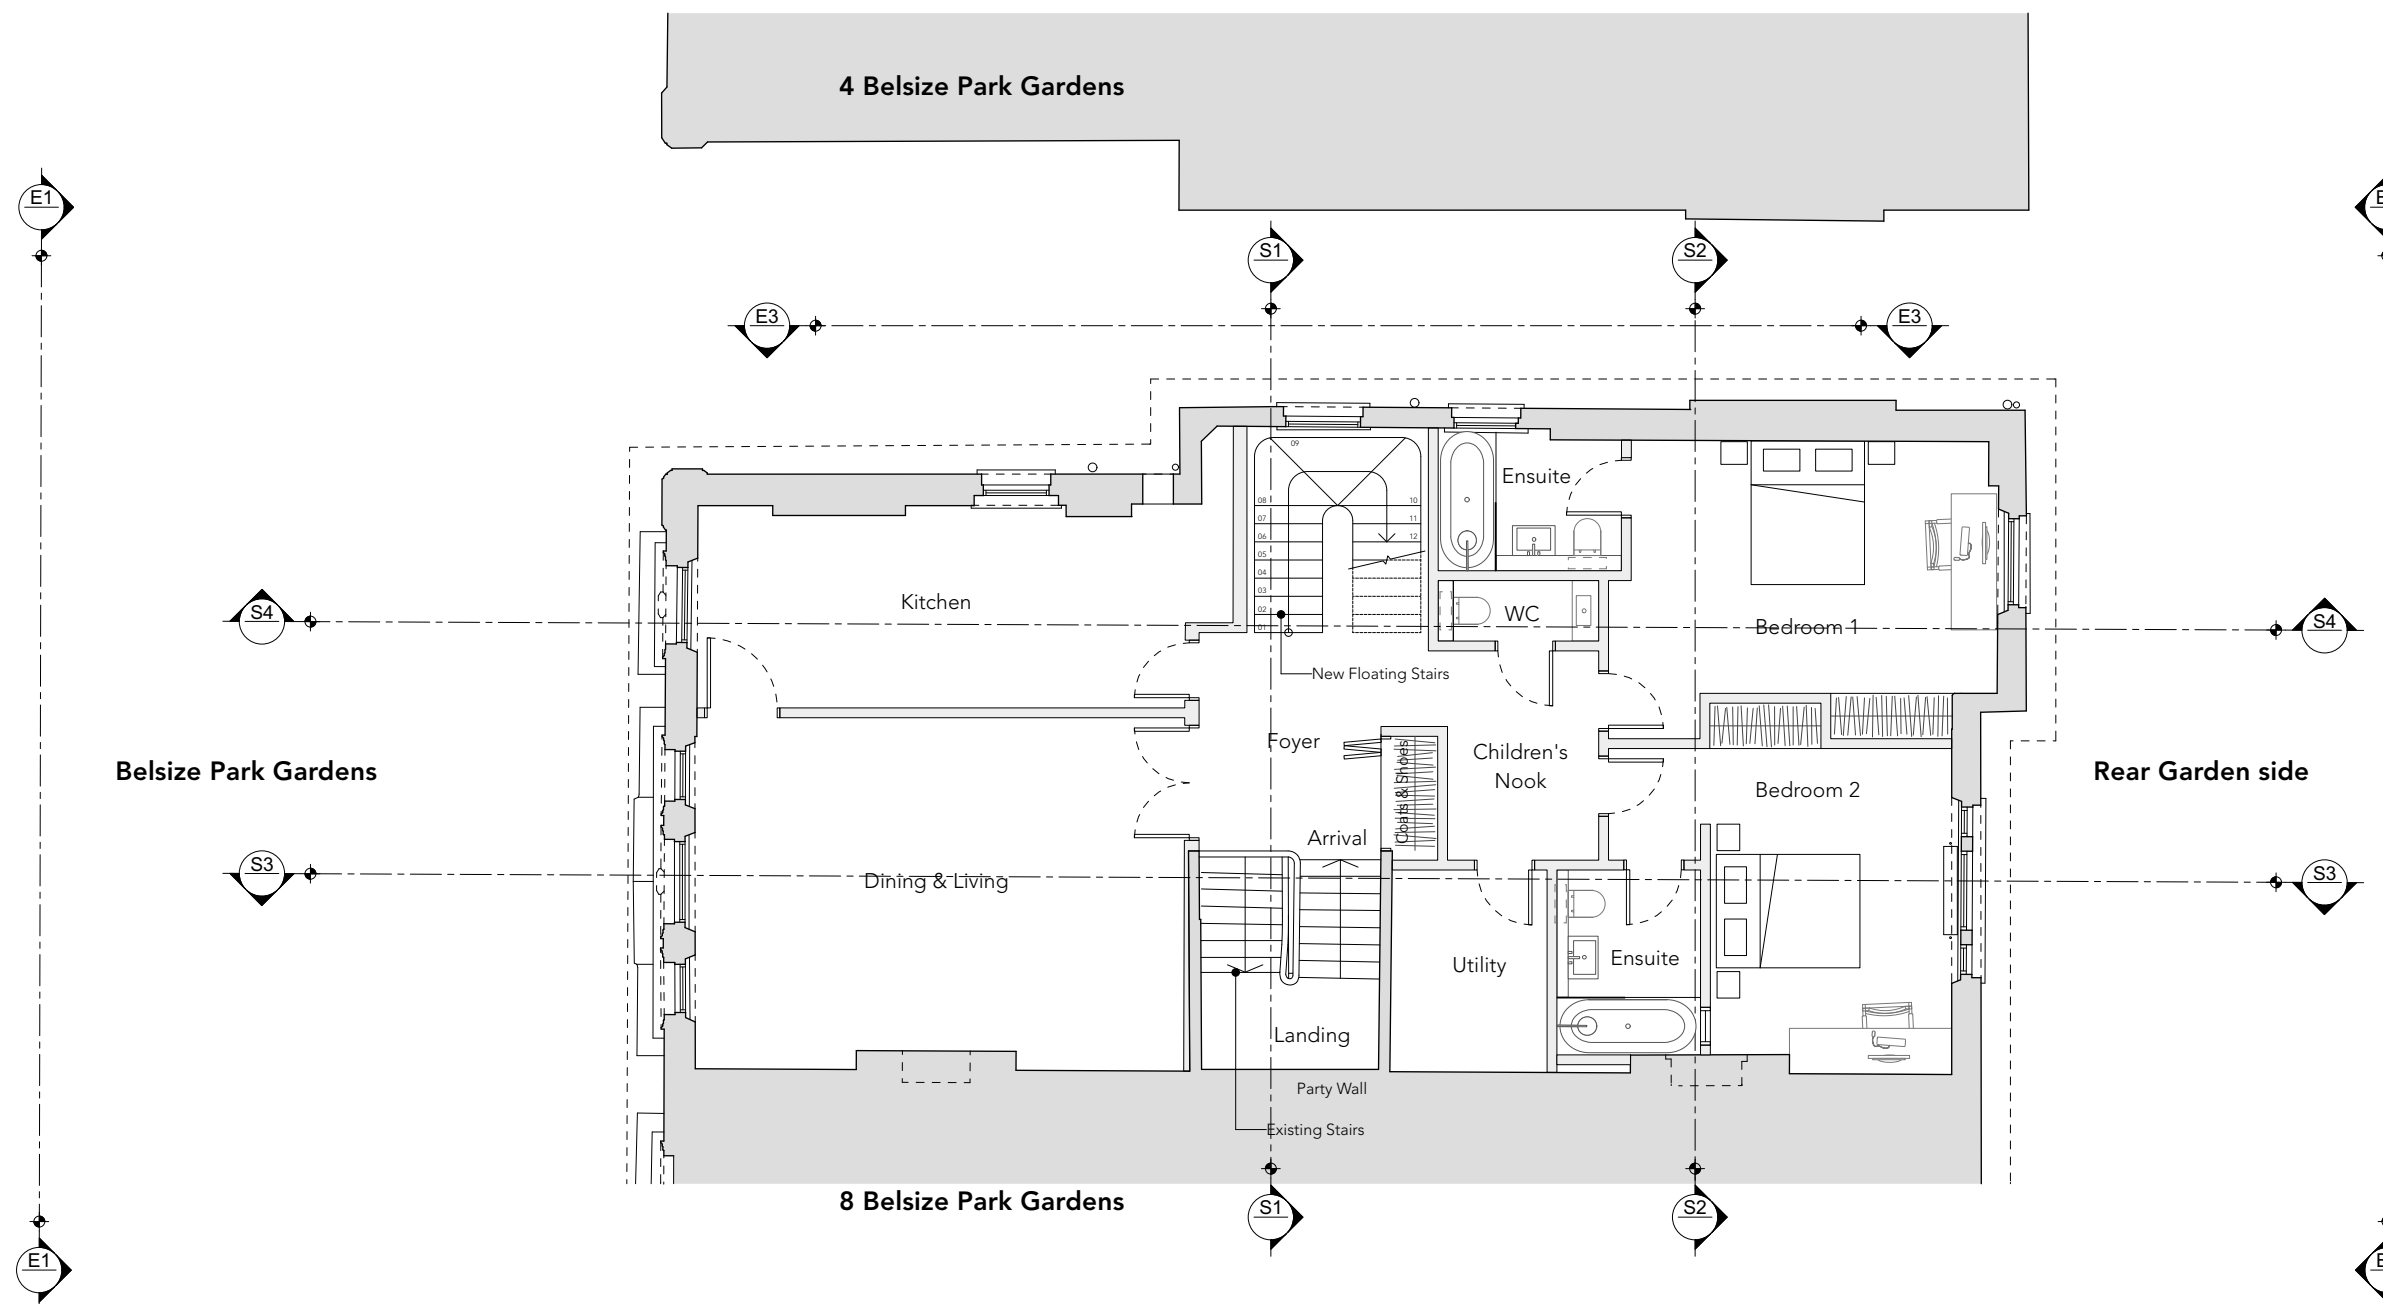 4 Belsize Park Gardens
E1
S1
S2
E3
E3
09
08
07
06
05
04
03
02
01
10
11
12
Ensuite
Kitchen
WC
S4
S4
Bedroom 1
New Floating Stairs
Foyer
Coats & Shoes
Children's
Nook
Belsize Park Gardens
Rear Garden side
Bedroom 2
Arrival
S3
S3
Dining & Living
Utility
Ensuite
Landing
Party Wall
Existing Stairs
8 Belsize Park Gardens
S1
S2
E1